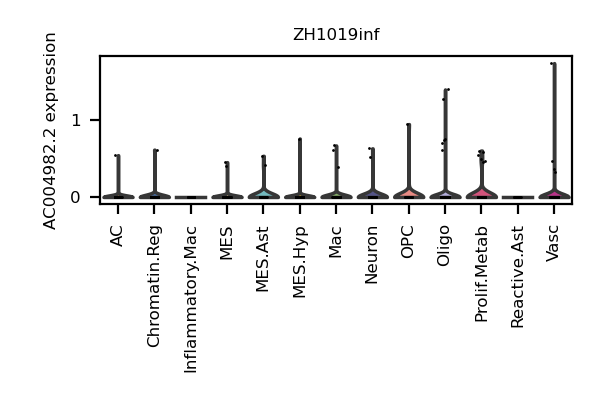 ZH1019inf
AC004982.2 expression
1
0
AC
Chromatin.Reg
Inflammatory.Mac
MES
MES.Ast
MES.Hyp
Mac
Neuron
OPC
Oligo
Prolif.Metab
Reactive.Ast
Vasc